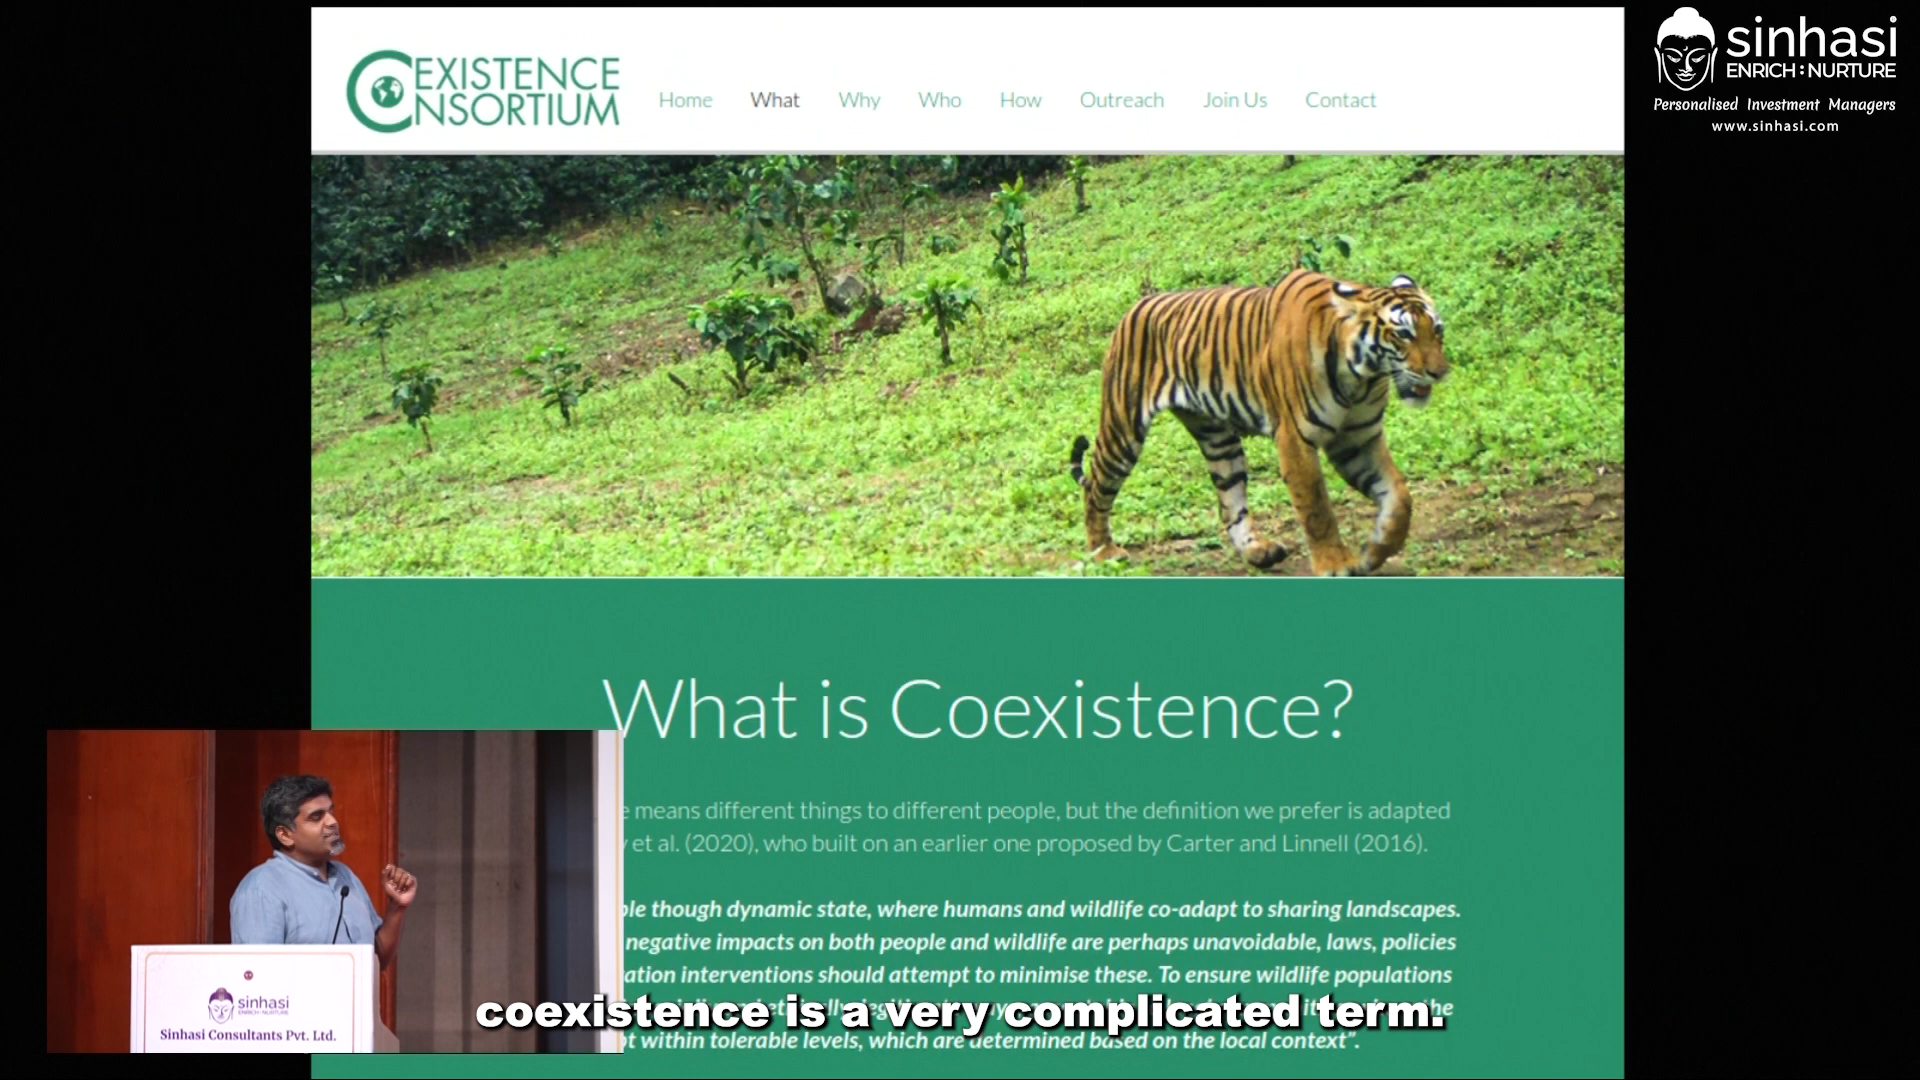 COEXISTENCE
CONSORTIUM
Home What Why Who How Outreach Join Us Contact
sinhasi
ENRICH : NURTURE
Personalised Investment Managers
www.sinhasi.com
What is Coexistence?
means different things to different people, but the definition we prefer is adapted
et al. (2020), who built on an earlier one proposed by Carter and Linnell (2016).
though dynamic state, where humans and wildlife co-adapt to sharing landscapes.
negative impacts on both people and wildlife are perhaps unavoidable, laws, policies
interventions should attempt to minimise these. To ensure wildlife populations
coexistence is a very complicated term.
within tolerable levels, which are determined based on the local context”.
sinhasi
ENRICH : NURTURE
Sinhasi Consultants Pvt. Ltd.